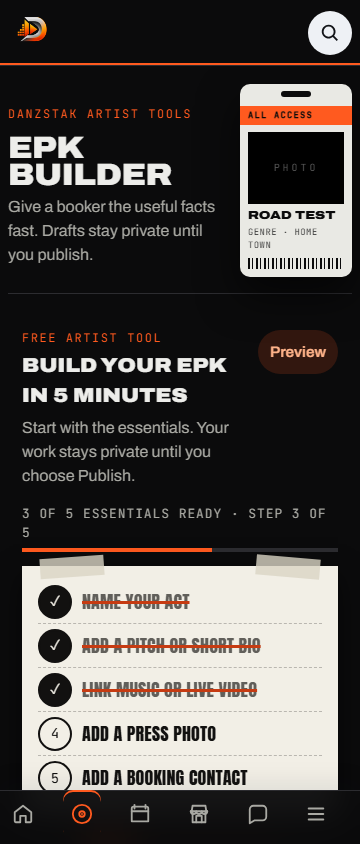 DANZSTAK ARTIST TOOLS
EPK
BUILDER
Give a booker the useful facts
fast. Drafts stay private until
you publish.
ALL ACCESS
PHOTO
ROAD TEST
GENRE · HOME
TOWN
FREE ARTIST TOOL
BUILD YOUR EPK
IN 5 MINUTES
Preview
Start with the essentials. Your
work stays private until you
choose Publish.
3 OF 5 ESSENTIALS READY · STEP 3 OF
5
NAME YOUR ACT
ADD A PITCH OR SHORT BIO
LINK MUSIC OR LIVE VIDEO
4 ADD A PRESS PHOTO
5 ADD A BOOKING CONTACT